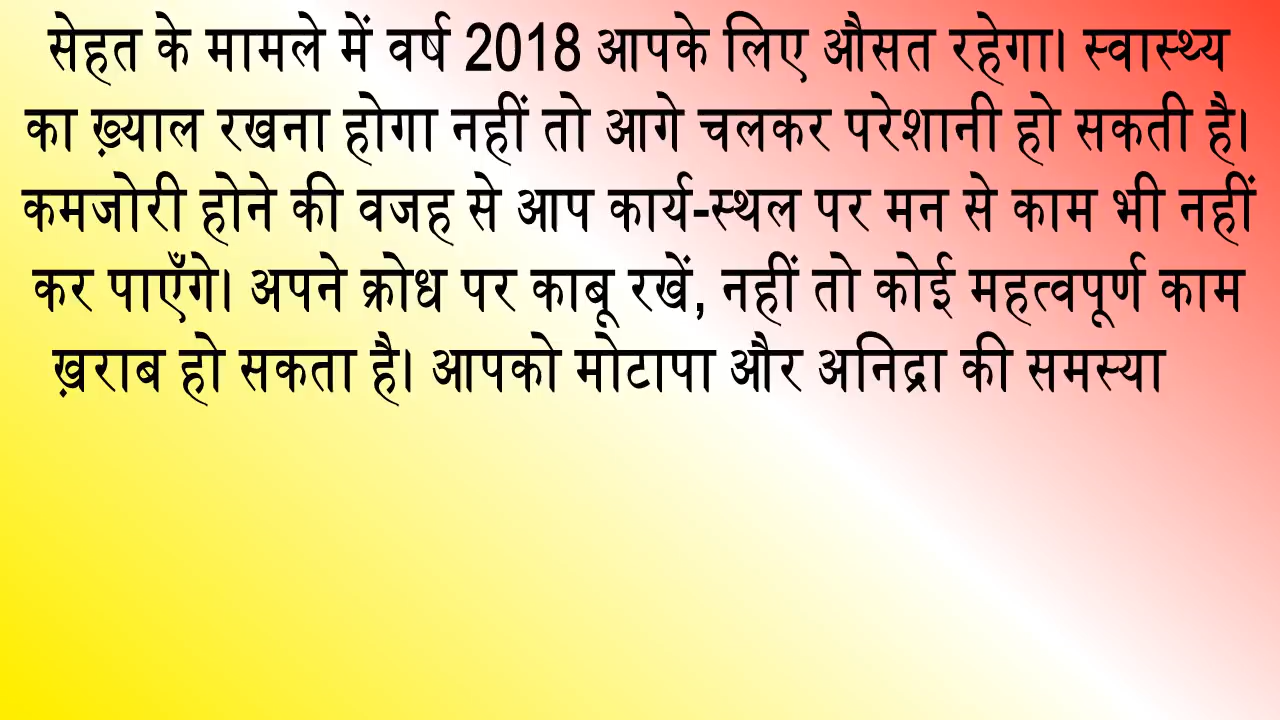 सेहत के मामले में वर्ष 2018 आपके लिए औसत रहेगा। स्वास्थ्य
का ख़्याल रखना होगा नहीं तो आगे चलकर परेशानी हो सकती है।
कमजोरी होने की वजह से आप कार्य-स्थल पर मन से काम भी नहीं
कर पाएँगे। अपने क्रोध पर काबू रखें, नहीं तो कोई महत्वपूर्ण काम
ख़राब हो सकता है। आपको मोटापा और अनिद्रा की समस्या